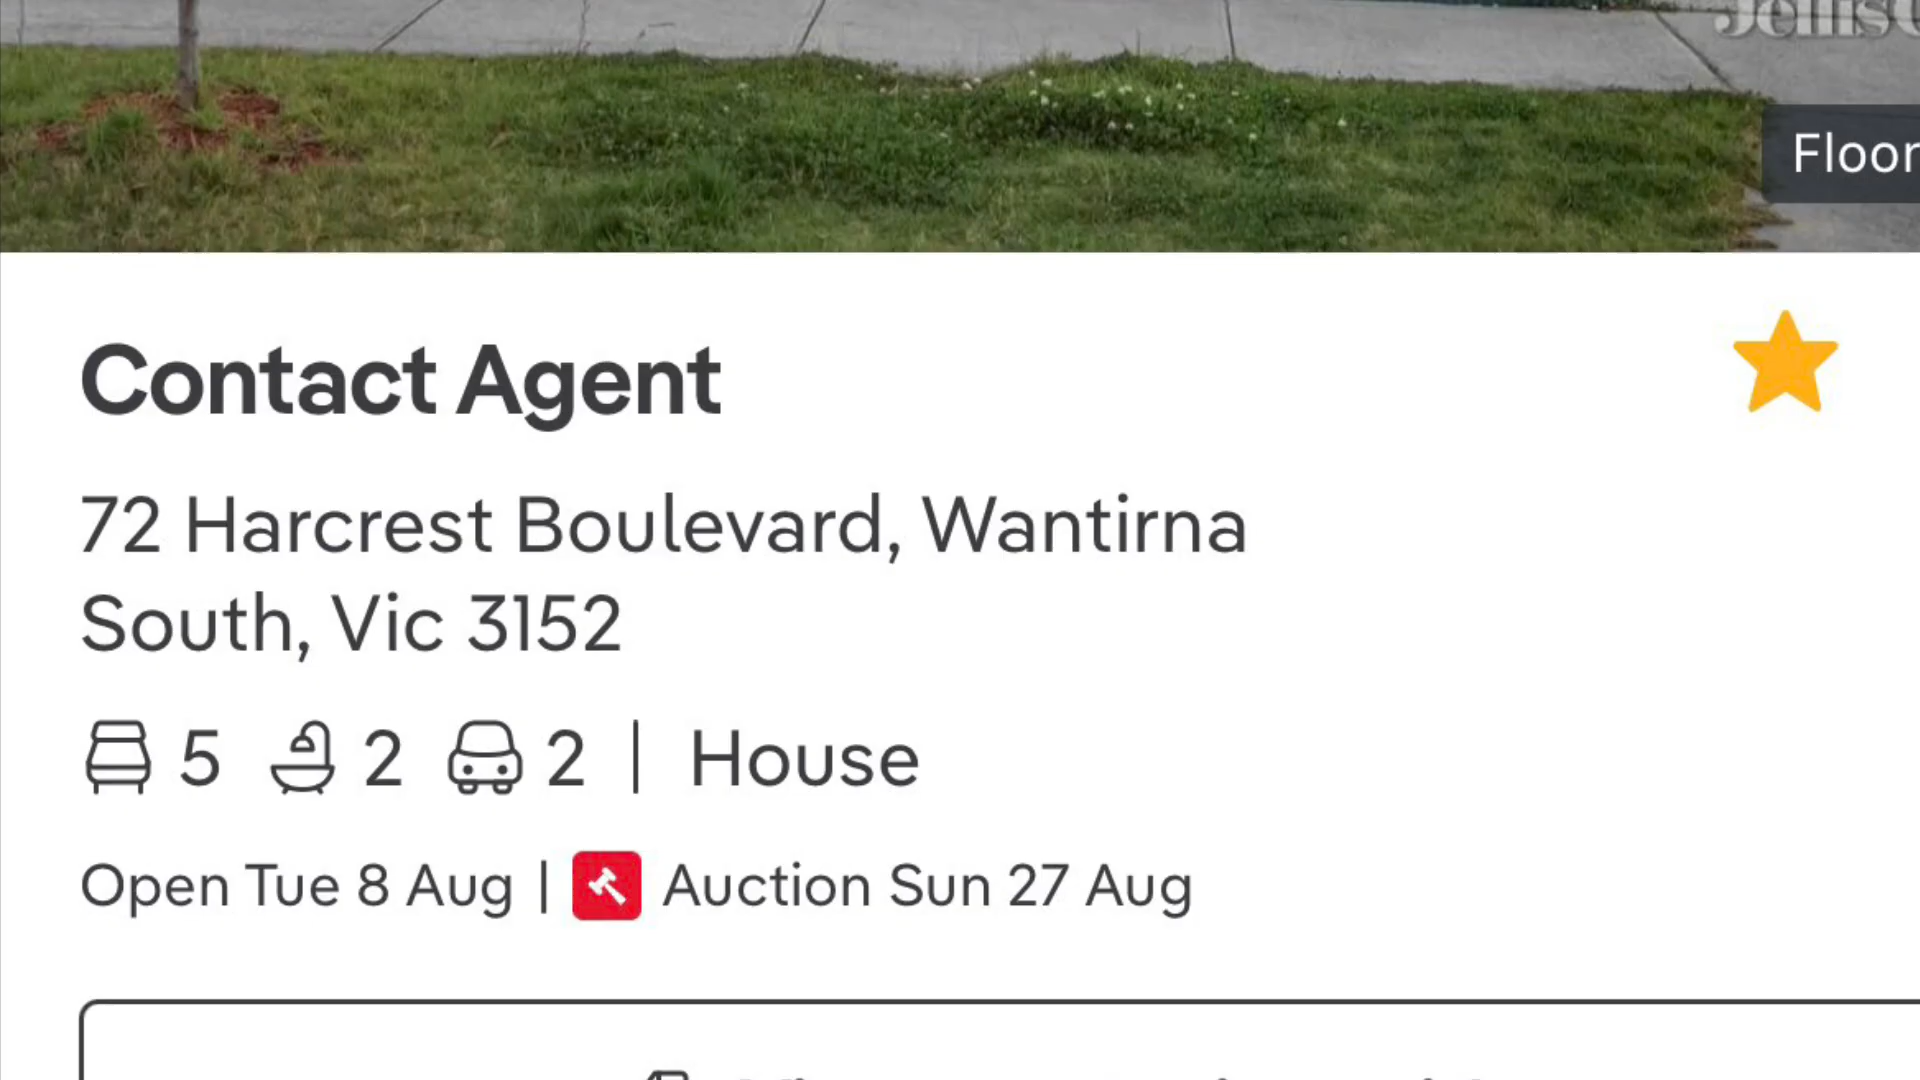 Floor
Contact Agent
72 Harcrest Boulevard, Wantirna
South, Vic 3152
5 2 2 | House
Open Tue 8 Aug | Auction Sun 27 Aug